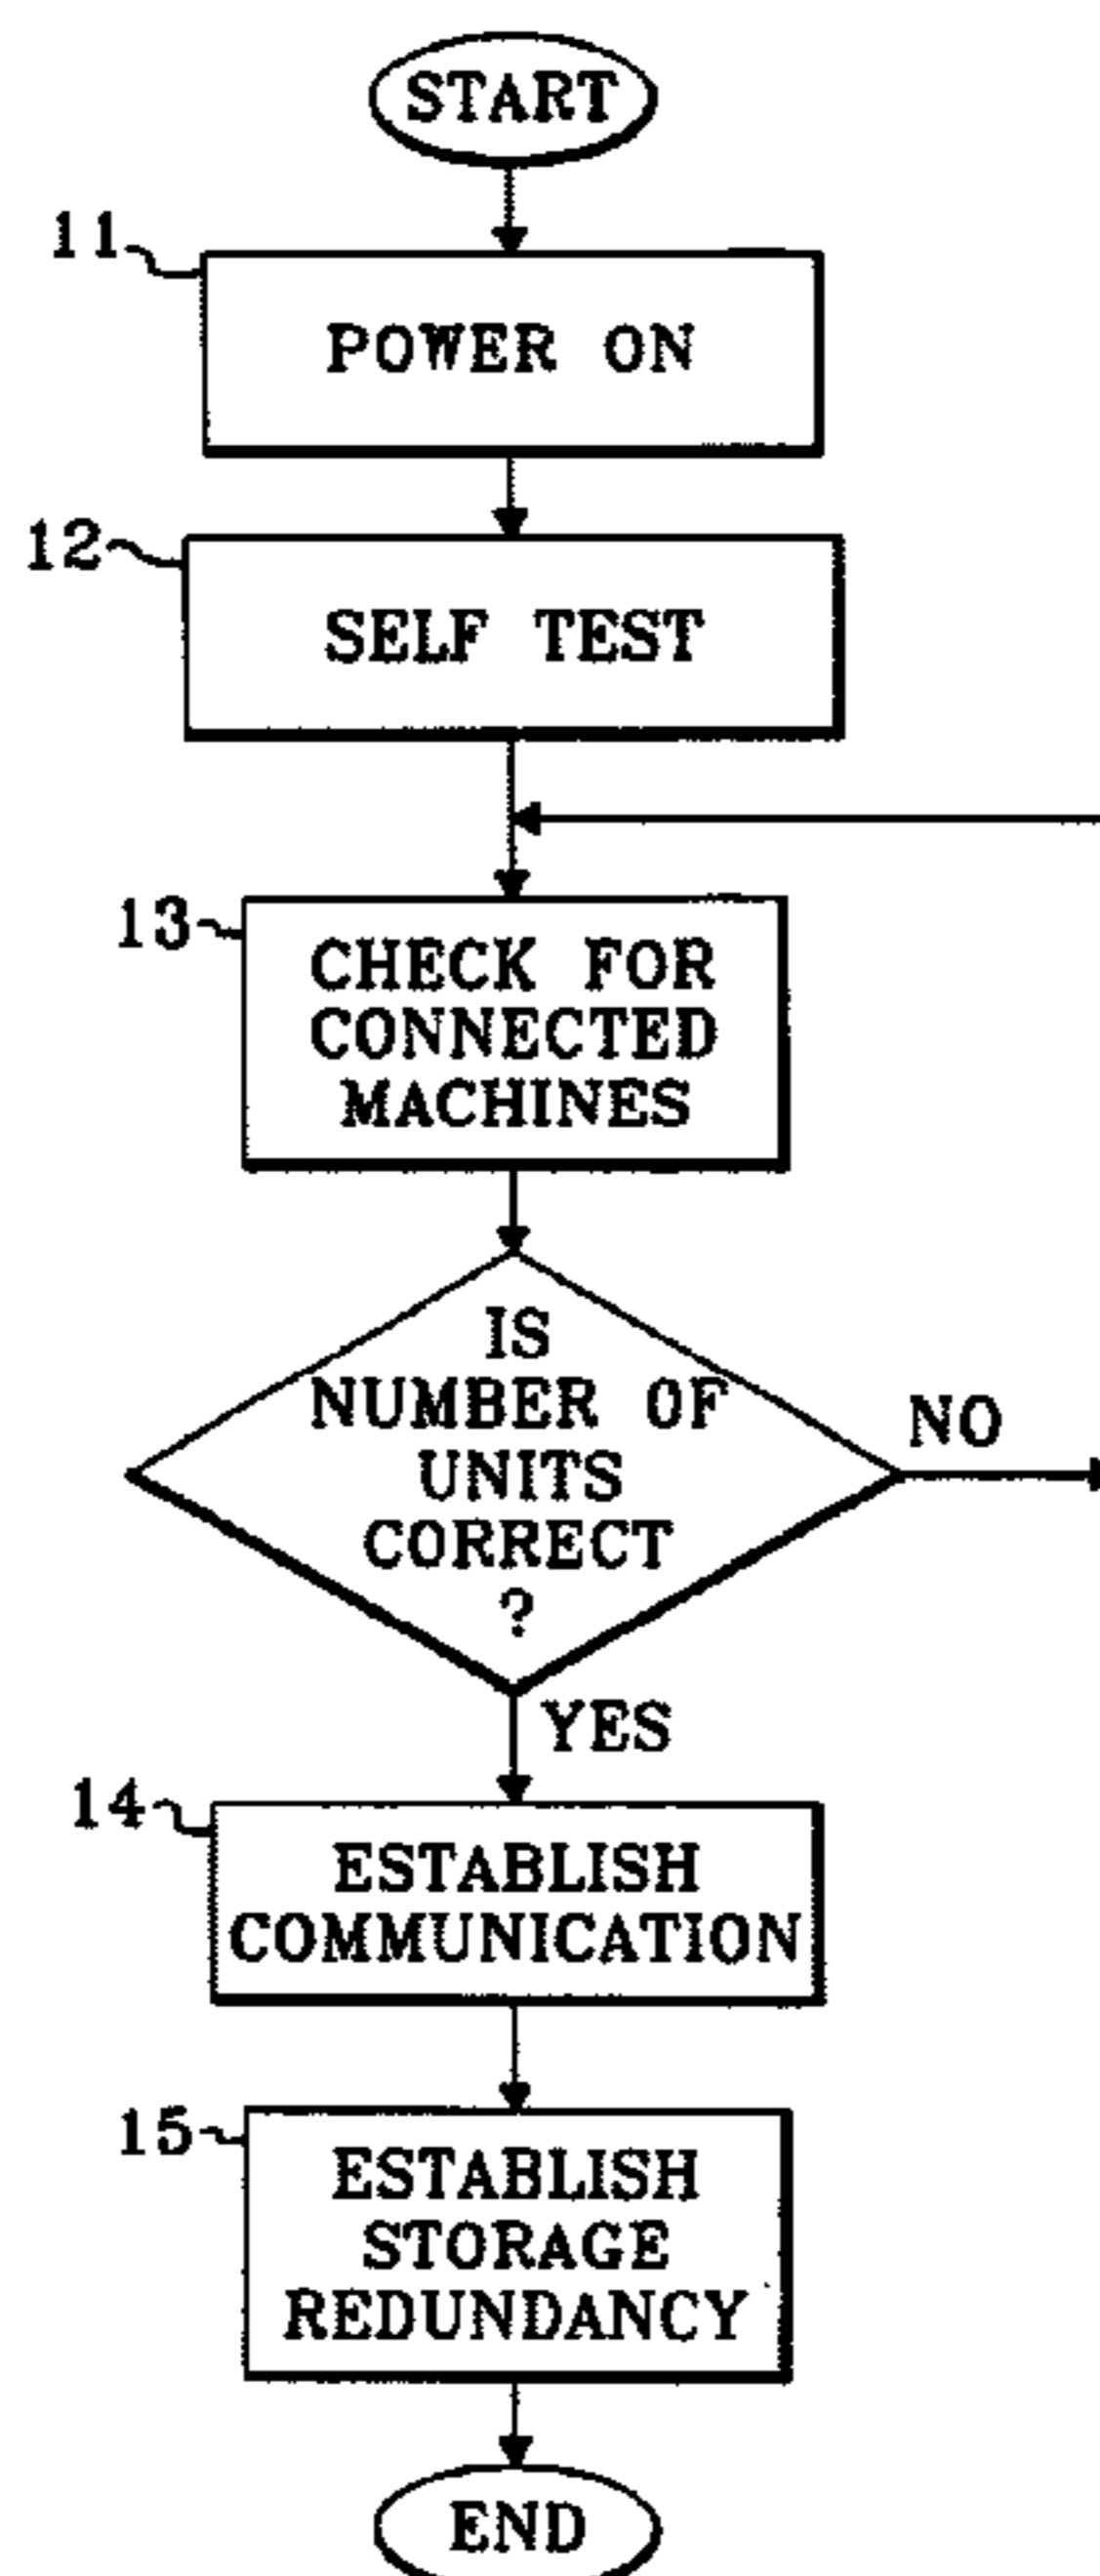 START
11
POWER ON
12
SELF TEST
13
CHECK FOR
CONNECTED
MACHINES
IS
NUMBER OF
UNITS
CORRECT
?
NO
YES
14
ESTABLISH
COMMUNICATION
15
ESTABLISH
STORAGE
REDUNDANCY
END